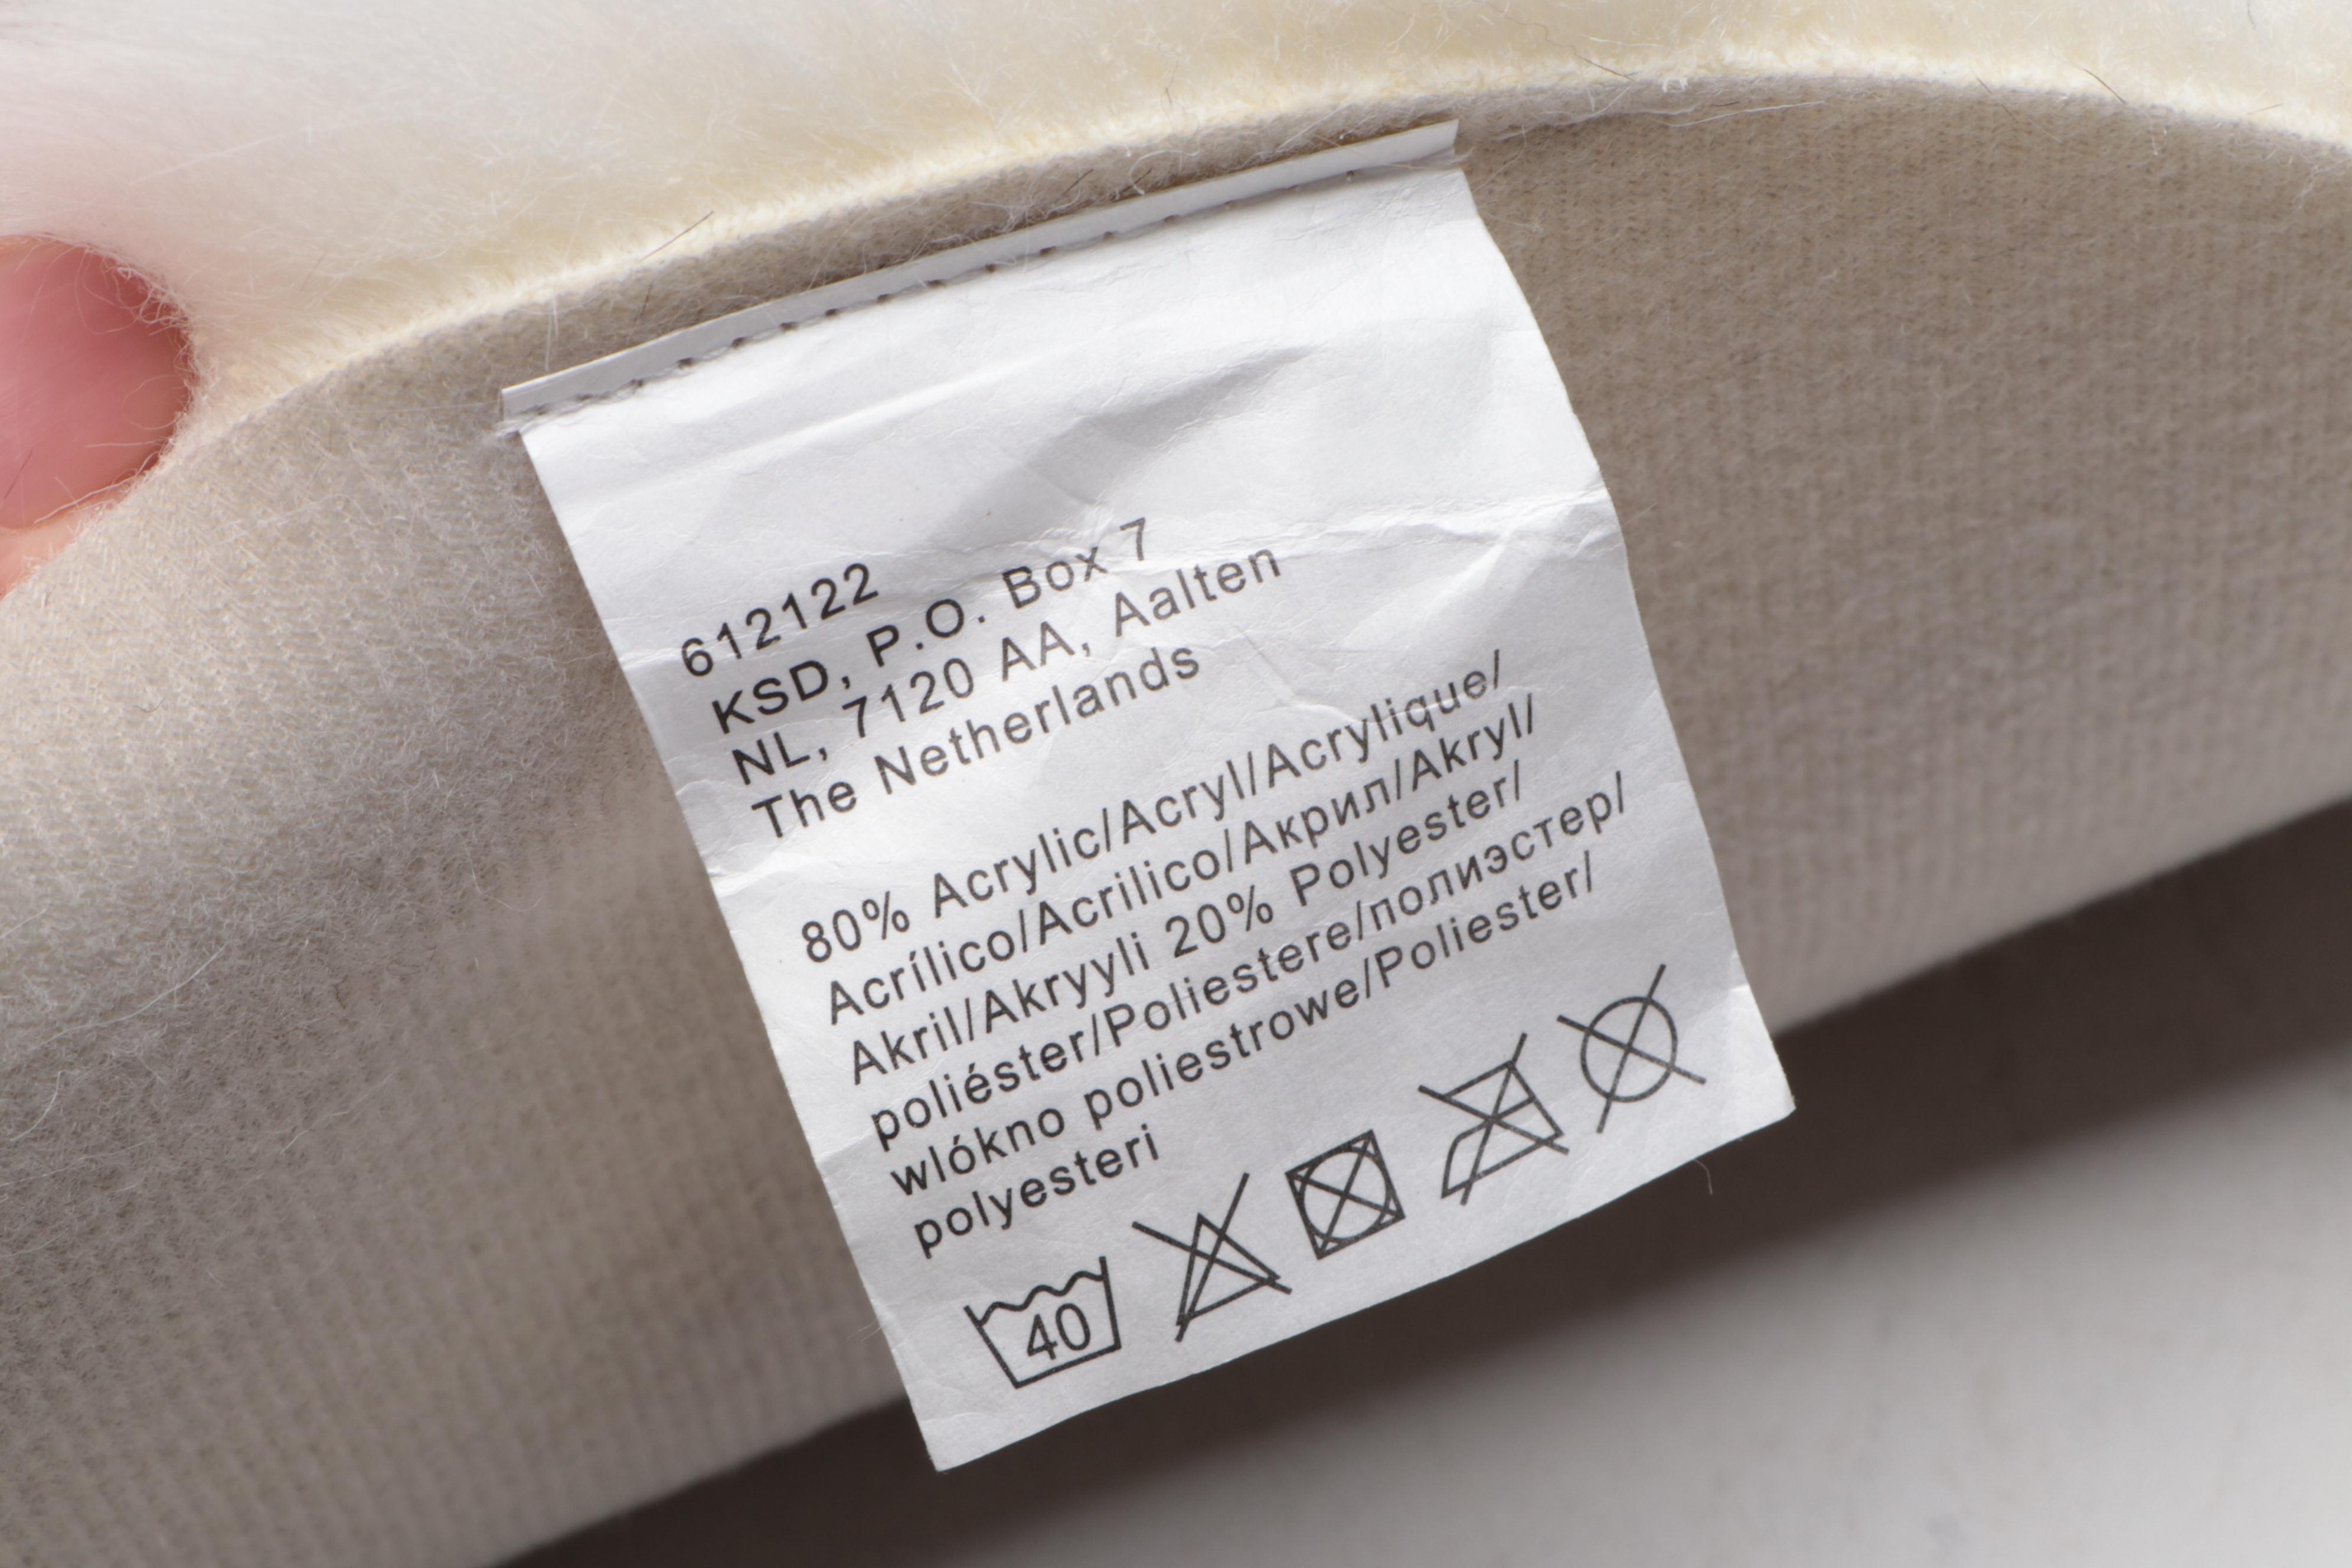 612122
KSD, P.O. Box 7
NL, 7120 AA, Aalten
The Netherlands
80% Acrylic/Acryl/Acrylique/
Acrílico/Acrilico/Акрил/Akryl/
Akril/Akryyli 20% Polyester/
poliéster/Poliestere/полиэстер/
wlókno poliestrowe/Poliester/
polyesteri
40